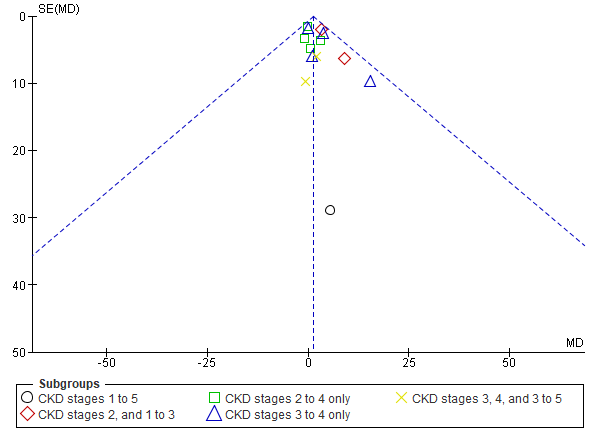 SE(MD)
0
10
20
30
40
50
-50
-25
0
25
50
MD
Subgroups
CKD stages 1 to 5
CKD stages 2 to 4 only
CKD stages 3, 4, and 3 to 5
CKD stages 2, and 1 to 3
CKD stages 3 to 4 only